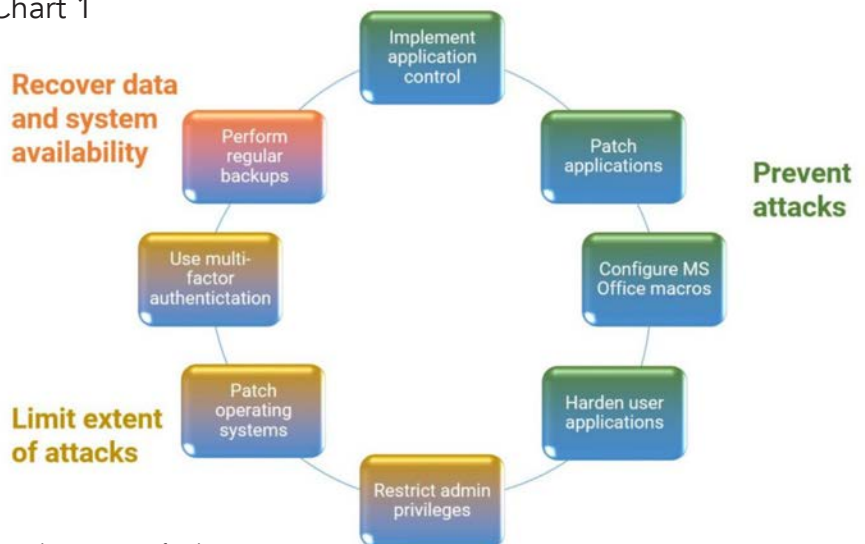 Chart 1
Implement
application
control
Recover data
and system
availability
Perform
regular
backups
Patch
applications
Prevent
attacks
Use multi-
factor
authentictation
Configure MS
Office macros
Patch
operating
systems
Harden user
applications
Limit extent
of attacks
Restrict admin
privileges